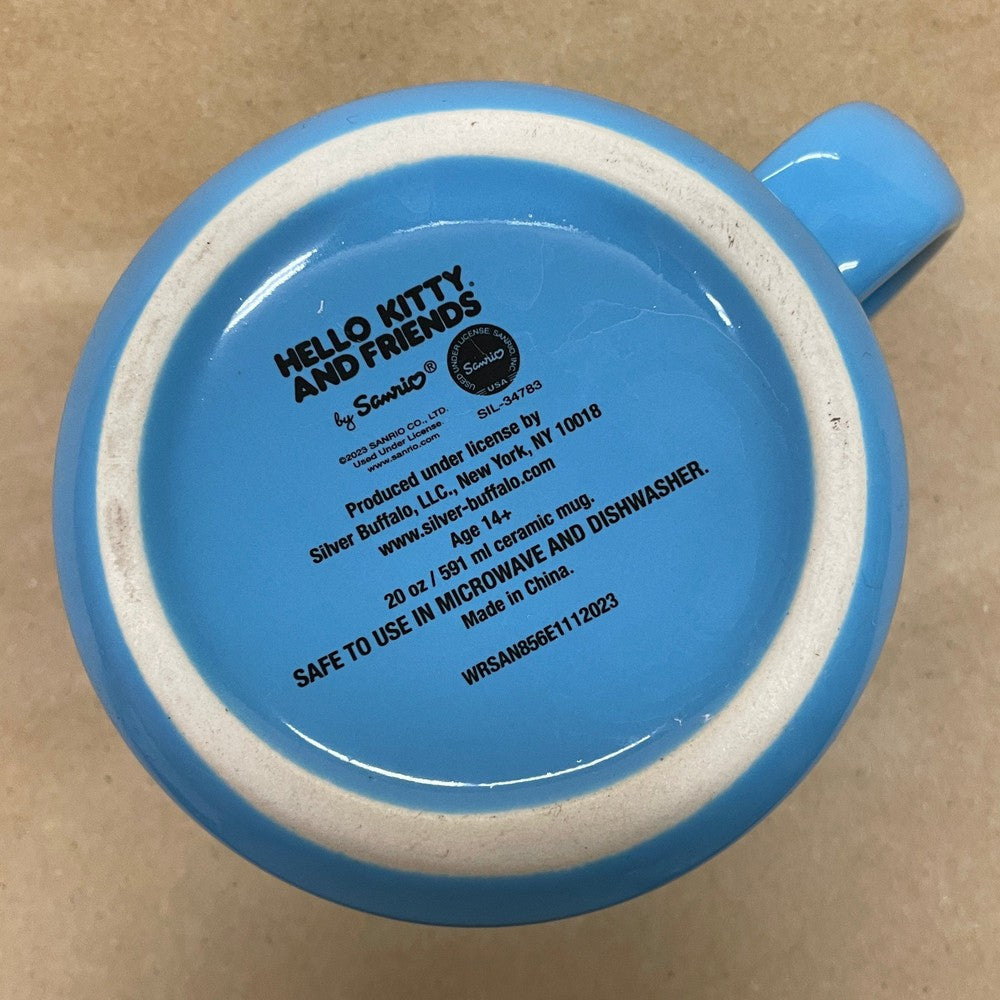 HELLO KITTY.
AND FRIENDS
by Sanrio®
USED UNDER LICENSE. SANRIO, INC.
Sanrio
USA
©2023 SANRIO CO., LTD.
Used Under License.
www.sanrio.com
SIL-34783
Produced under license by
Silver Buffalo, LLC., New York, NY 10018
www.silver-buffalo.com
Age 14+
20 oz / 591 ml ceramic mug.
SAFE TO USE IN MICROWAVE AND DISHWASHER.
Made in China.
WRSAN856E1112023